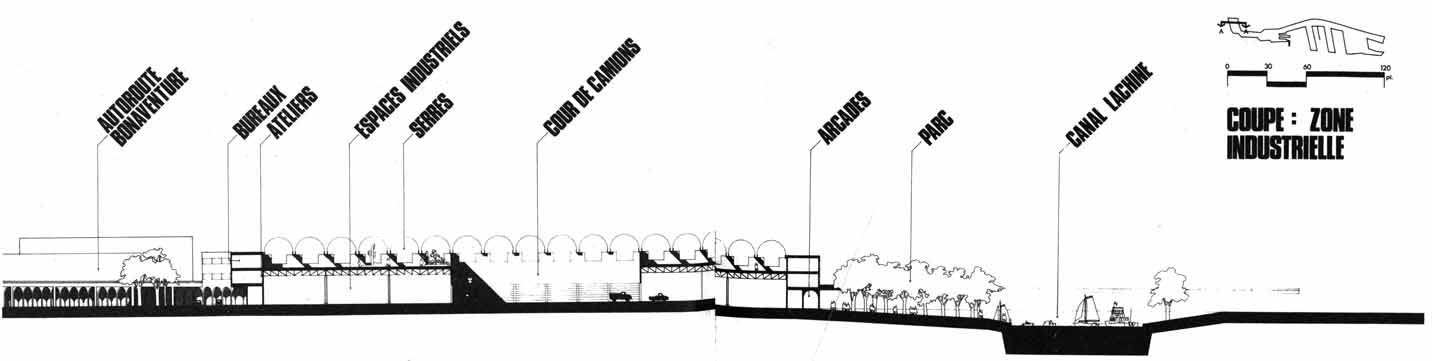 AUTOROUTE
BONAVENTURE
BUREAUX
ATELIERS
ESPACES INDUSTRIELS
SERRES
COUR DE CAMIONS
ARCADES
PARC
CANAL LACHINE
A A
0 30 60 120
pi.
COUPE : ZONE
INDUSTRIELLE